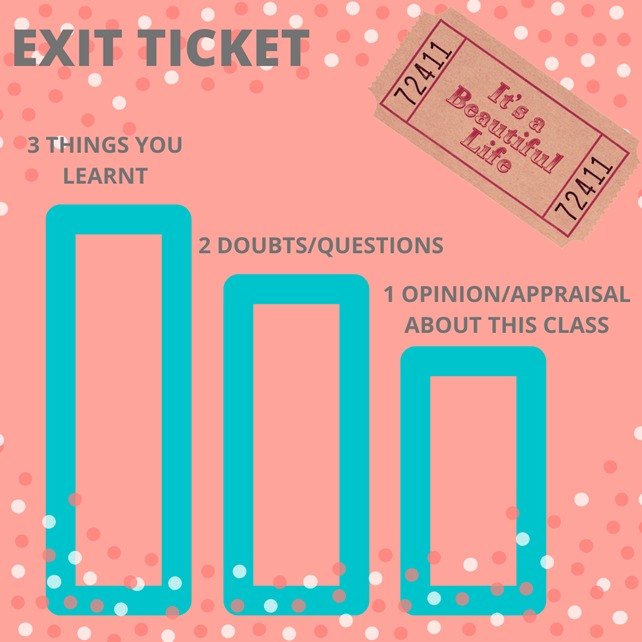 EXIT TICKET
72411
It's a
Beautiful
Life
72411
3 THINGS YOU
LEARNT
2 DOUBTS/QUESTIONS
1 OPINION/APPRAISAL
ABOUT THIS CLASS